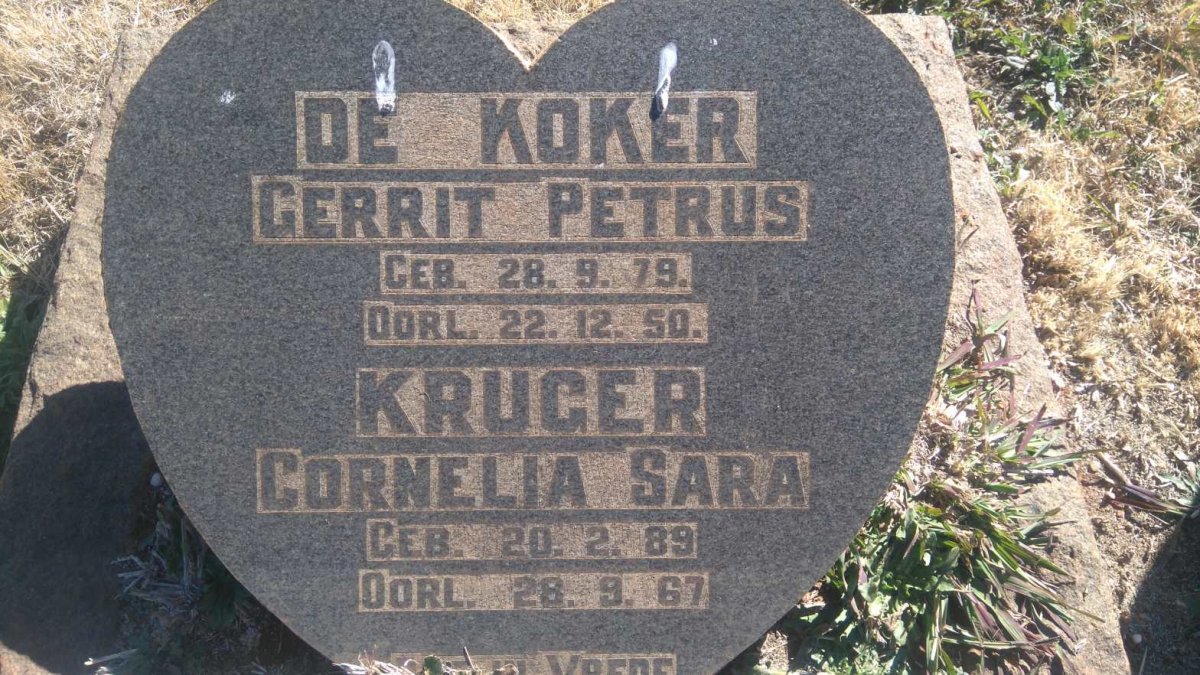 DE KOKER
GERRIT PETRUS
GEB. 28. 9. 79.
OORL. 22. 12. 50.
KRUGER
CORNELIA SARA
GEB. 20. 2. 89
OORL. 28. 9. 67
VREDE